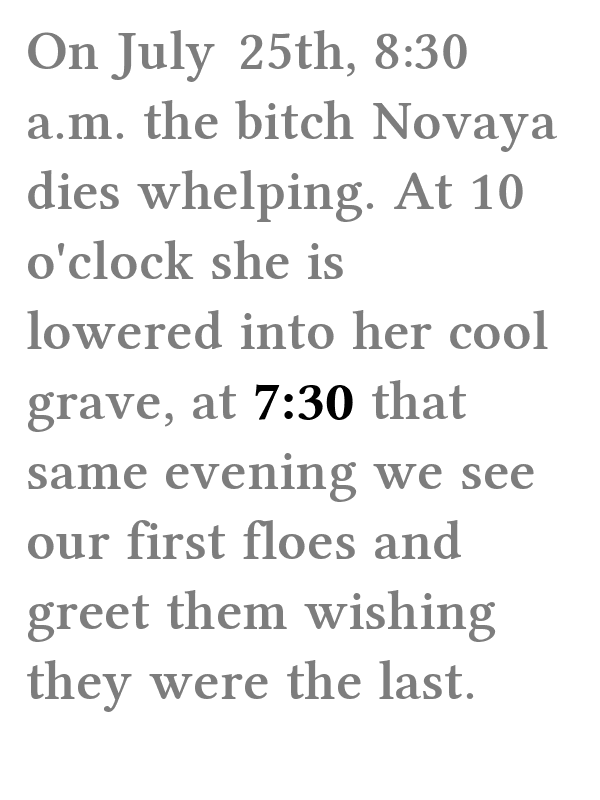 On July 25th, 8:30
a.m. the bitch Novaya
dies whelping. At 10
o'clock she is
lowered into her cool
grave, at 7:30 that
same evening we see
our first floes and
greet them wishing
they were the last.